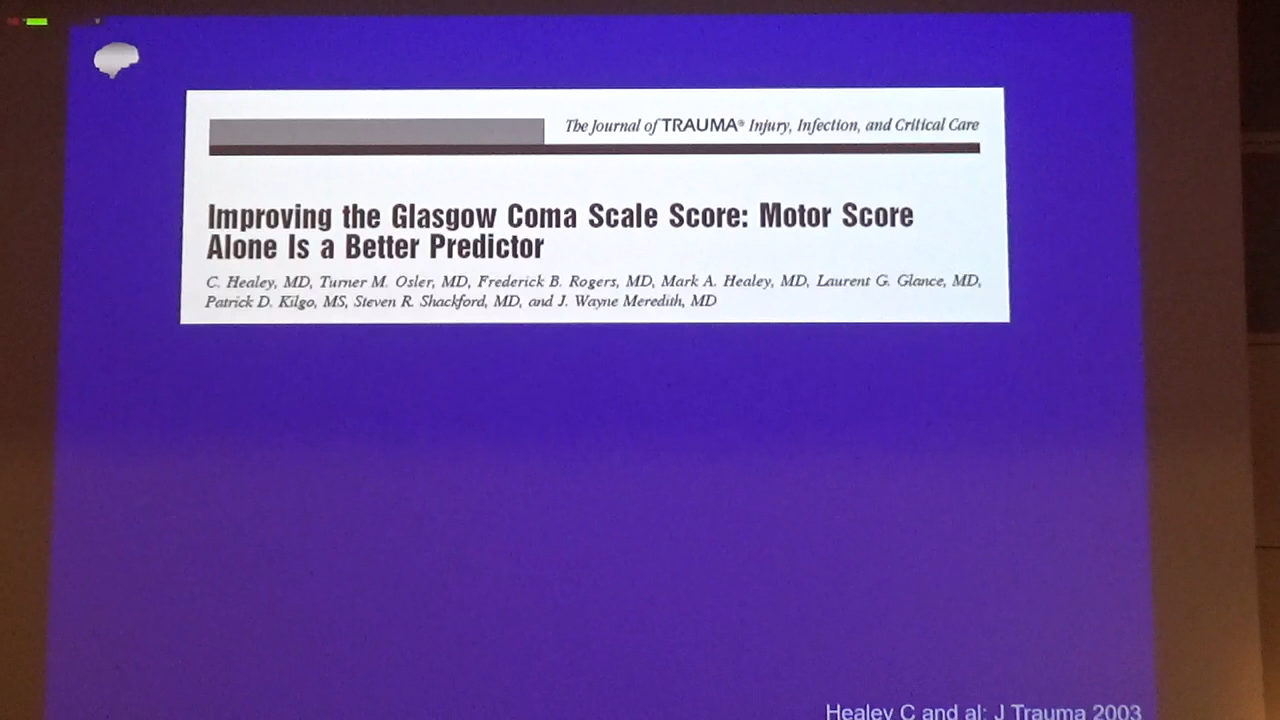 The Journal of TRAUMA® Injury, Infection, and Critical Care
Improving the Glasgow Coma Scale Score: Motor Score
Alone Is a Better Predictor
C. Healey, MD, Turner M. Osler, MD, Frederick B. Rogers, MD, Mark A. Healey, MD, Laurent G. Glance, MD,
Patrick D. Kilgo, MS, Steven R. Shackford, MD, and J. Wayne Meredith, MD
Healey C and al; J Trauma 2003